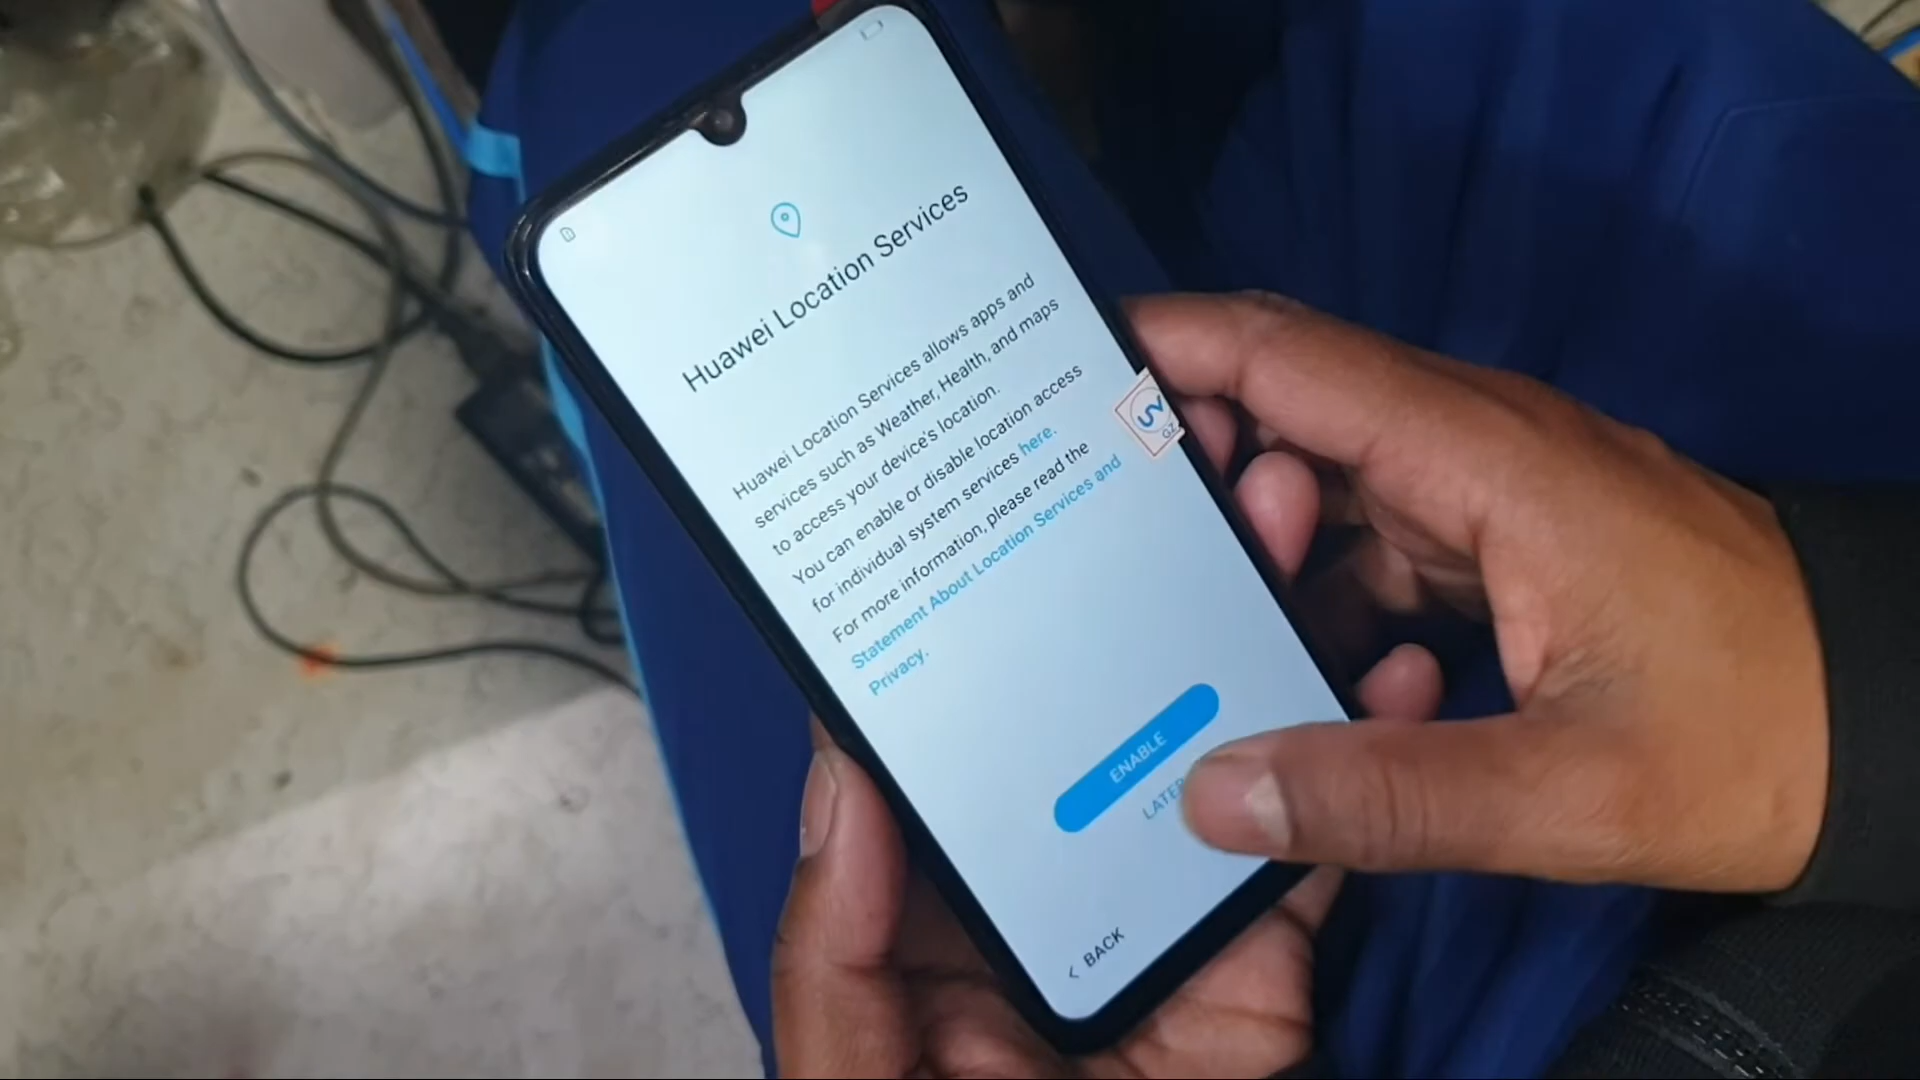 Huawei Location Services
Huawei Location Services allows apps and
services such as Weather, Health, and maps
to access your device's location.
You can enable or disable location access
for individual system services here.
For more information, please read the
Statement About Location Services and
Privacy.
ENABLE
LATER
< BACK
GZ